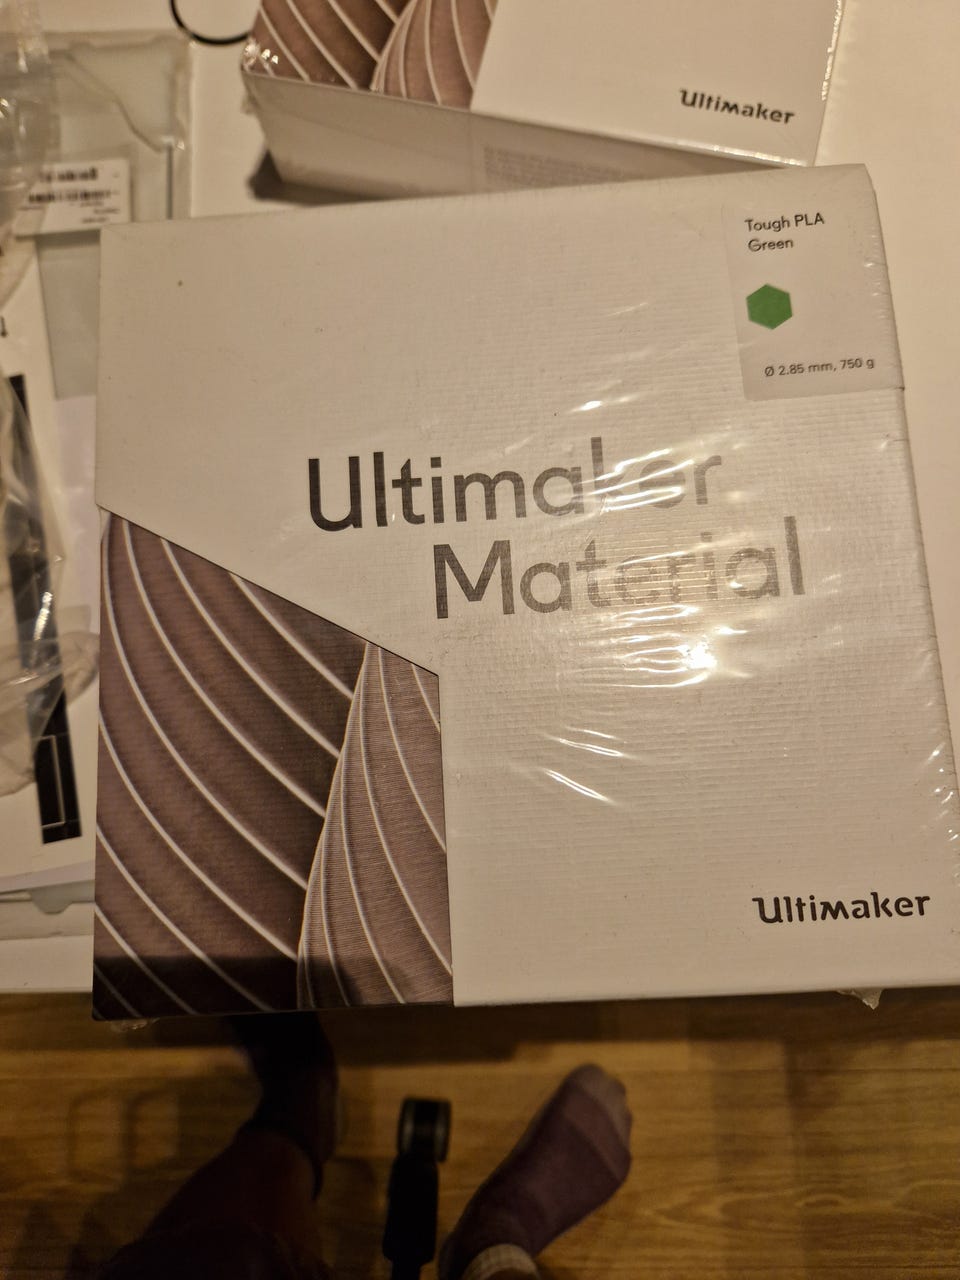 Ultimaker
Tough PLA
Green
Ø 2.85 mm, 750 g
Ultimaker
Material
Ultimaker